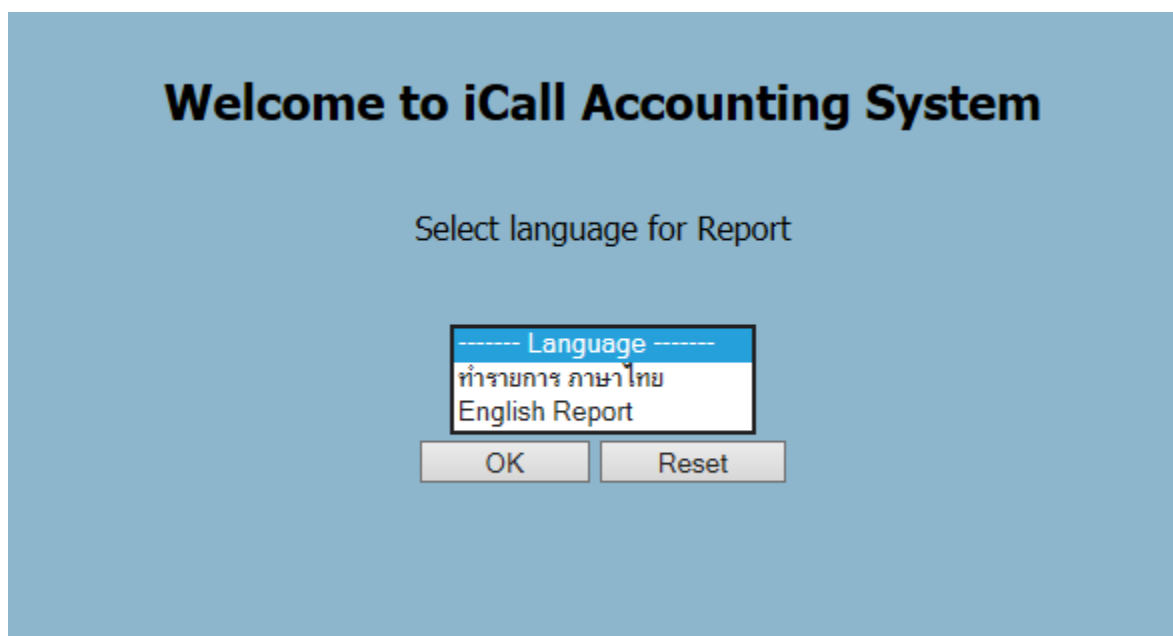 Welcome to iCall Accounting System
Select language for Report
------- Language -------
ทำรายการ ภาษาไทย
English Report
OK Reset